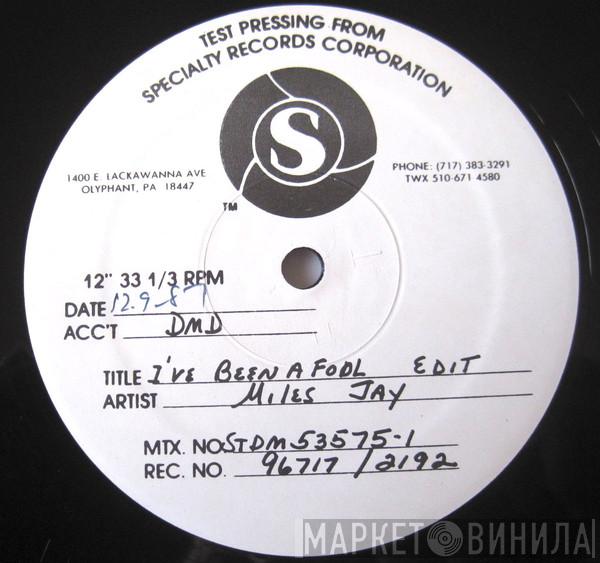 TEST PRESSING FROM
SPECIALTY RECORDS CORPORATION
S
TM
1400 E. LACKAWANNA AVE
OLYPHANT, PA 18447
PHONE: (717) 383-3291
TWX 510-671 4580
12" 33 1/3 RPM
DATE 12.9-87
ACC'T DMD
TITLE I'VE BEEN A FOOL EDIT
ARTIST Miles JAY
MTX. NO. STDM53575-1
REC. NO. 96717/2192
МАРКЕТ ВИНИЛА